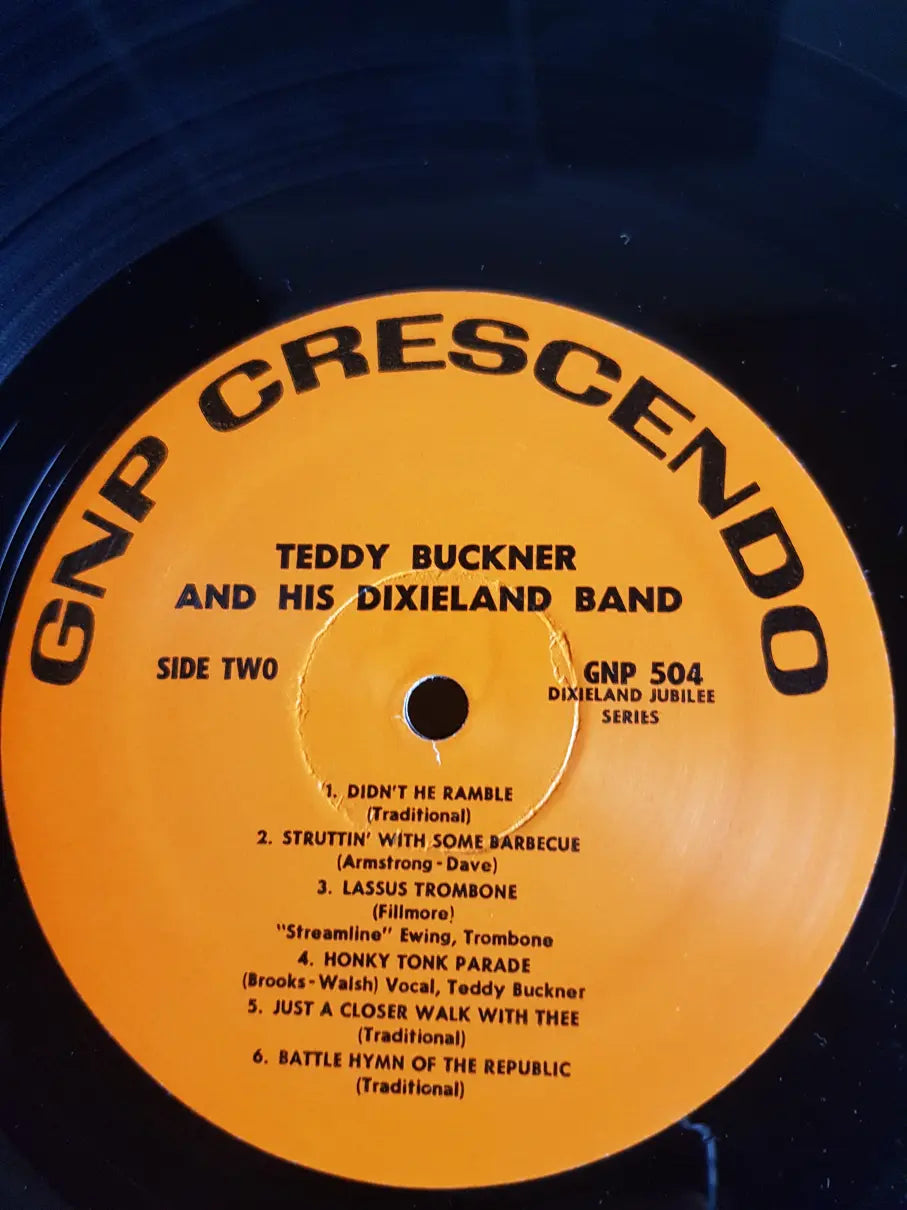 GNP CRESCENDO
TEDDY BUCKNER
AND HIS DIXIELAND BAND
SIDE TWO
GNP 504
DIXIELAND JUBILEE
SERIES
1. DIDN'T HE RAMBLE
(Traditional)
2. STRUTTIN' WITH SOME BARBECUE
(Armstrong-Dave)
3. LASSUS TROMBONE
(Fillmore)
"Streamline" Ewing, Trombone
4. HONKY TONK PARADE
(Brooks-Walsh) Vocal, Teddy Buckner
5. JUST A CLOSER WALK WITH THEE
(Traditional)
6. BATTLE HYMN OF THE REPUBLIC
(Traditional)